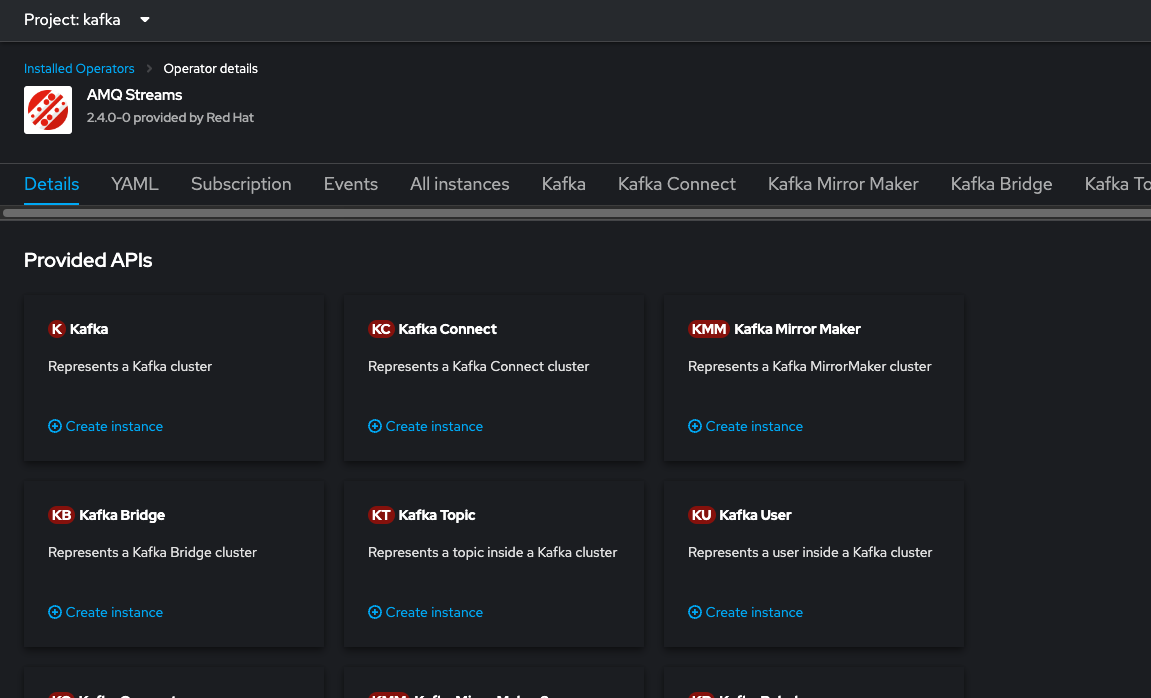 Project: kafka
Installed Operators > Operator details
AMQ Streams
2.4.0-0 provided by Red Hat
Details YAML Subscription Events All instances Kafka Kafka Connect Kafka Mirror Maker Kafka Bridge Kafka To
Provided APIs
K Kafka
Represents a Kafka cluster
Create instance
KC Kafka Connect
Represents a Kafka Connect cluster
Create instance
KMM Kafka Mirror Maker
Represents a Kafka MirrorMaker cluster
Create instance
KB Kafka Bridge
Represents a Kafka Bridge cluster
Create instance
KT Kafka Topic
Represents a topic inside a Kafka cluster
Create instance
KU Kafka User
Represents a user inside a Kafka cluster
Create instance